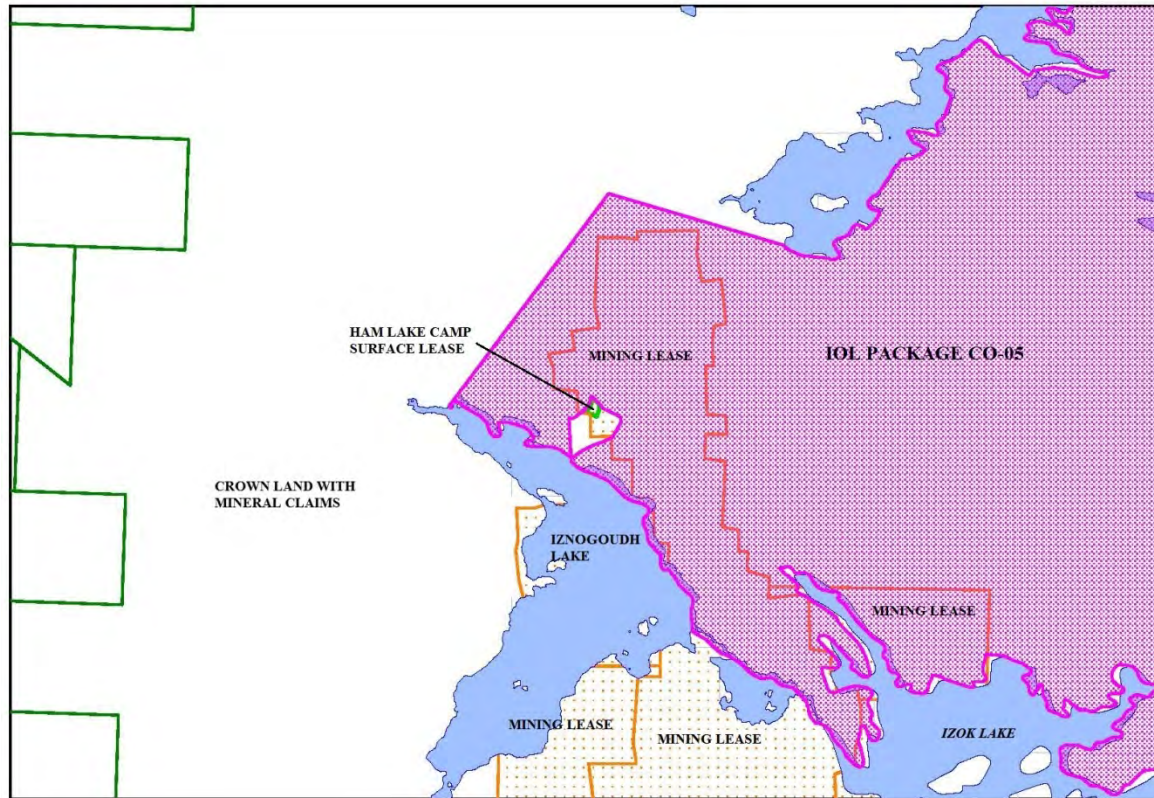 HAM LAKE CAMP
SURFACE LEASE
MINING LEASE
IOL PACKAGE CO-05
CROWN LAND WITH
MINERAL CLAIMS
IZNOGOUDH
LAKE
MINING LEASE
MINING LEASE
MINING LEASE
IZOK LAKE